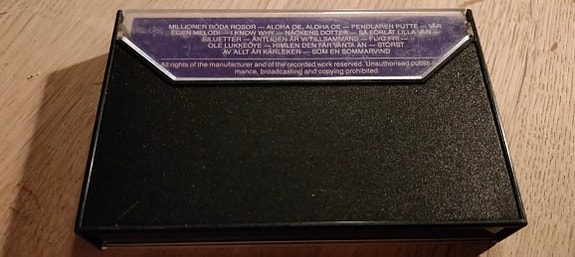 MILLIONER RÖDA ROSOR — ALOHA OE, ALOHA OE — PENDLAREN PUTTE — VÅR
EGEN MELODI — I KNOW WHY — NÄCKENS DOTTER — SÅ FÖRLÅT LILLA VÄN —
SILUETTER — ÄNTLIGEN ÄR VI TILLSAMMANS — FLYG FRI —
OLE LUKKEÖYE — HIMLEN DEN FÅR VÄNTA ÄN — STÖRST
AV ALLT ÄR KÄRLEKEN — SOM EN SOMMARVIND
All rights of the manufacturer and of the recorded work reserved. Unauthorised public
mance, broadcasting and copying prohibited.